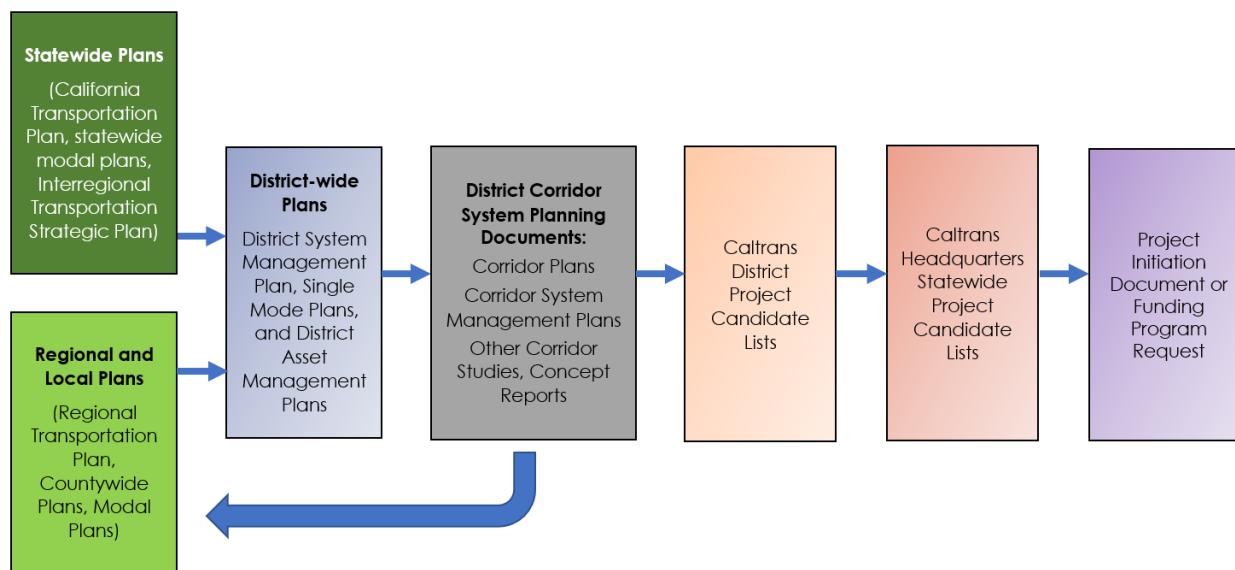 Statewide Plans
(California
Transportation
Plan, statewide
modal plans,
Interregional
Transportation
Strategic Plan)
Regional and
Local Plans
(Regional
Transportation
Plan,
Countywide
Plans, Modal
Plans)
District-wide
Plans
District System
Management
Plan, Single
Mode Plans,
and District
Asset
Management
Plans
District Corridor
System Planning
Documents:
Corridor Plans
Corridor System
Management Plans
Other Corridor
Studies, Concept
Reports
Caltrans
District
Project
Candidate
Lists
Caltrans
Headquarters
Statewide
Project
Candidate
Lists
Project
Initiation
Document or
Funding
Program
Request